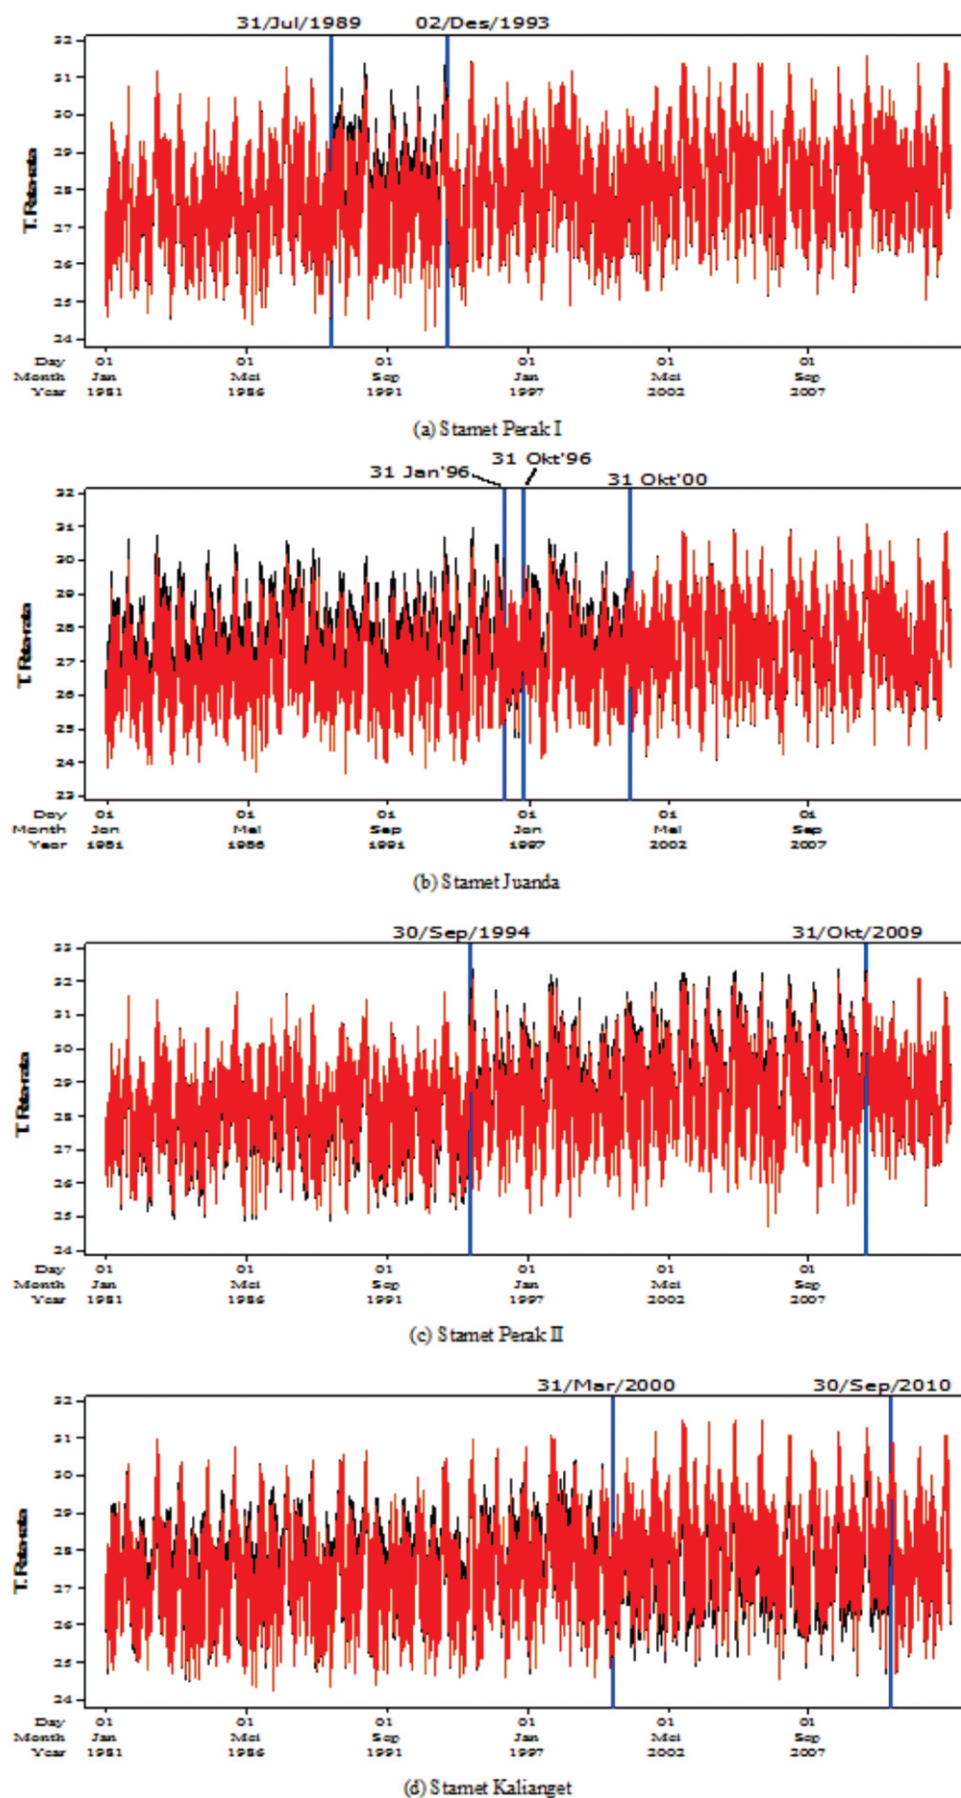 31/Jul/1989 02/Des/1993
32
31
30
29
28
27
26
25
24
T. Rata-rata
Day 01 01 01 01 01 01
Month Jan Mei Sep Jan Mei Sep
Year 1981 1986 1991 1997 2002 2007
(a) Stamet Perak I
31 Jan'96 31 Okt'96 31 Okt'00
32
31
30
29
28
27
26
25
24
23
T. Rata-rata
Day 01 01 01 01 01 01
Month Jan Mei Sep Jan Mei Sep
Year 1981 1986 1991 1997 2002 2007
(b) Stamet Juanda
30/Sep/1994 31/Okt/2009
33
32
31
30
29
28
27
26
25
24
T. Rata-rata
Day 01 01 01 01 01 01
Month Jan Mei Sep Jan Mei Sep
Year 1981 1986 1991 1997 2002 2007
(c) Stamet Perak II
31/Mar/2000 30/Sep/2010
32
31
30
29
28
27
26
25
24
T. Rata-rata
Day 01 01 01 01 01 01
Month Jan Mei Sep Jan Mei Sep
Year 1981 1986 1991 1997 2002 2007
(d) Stamet Kalianget